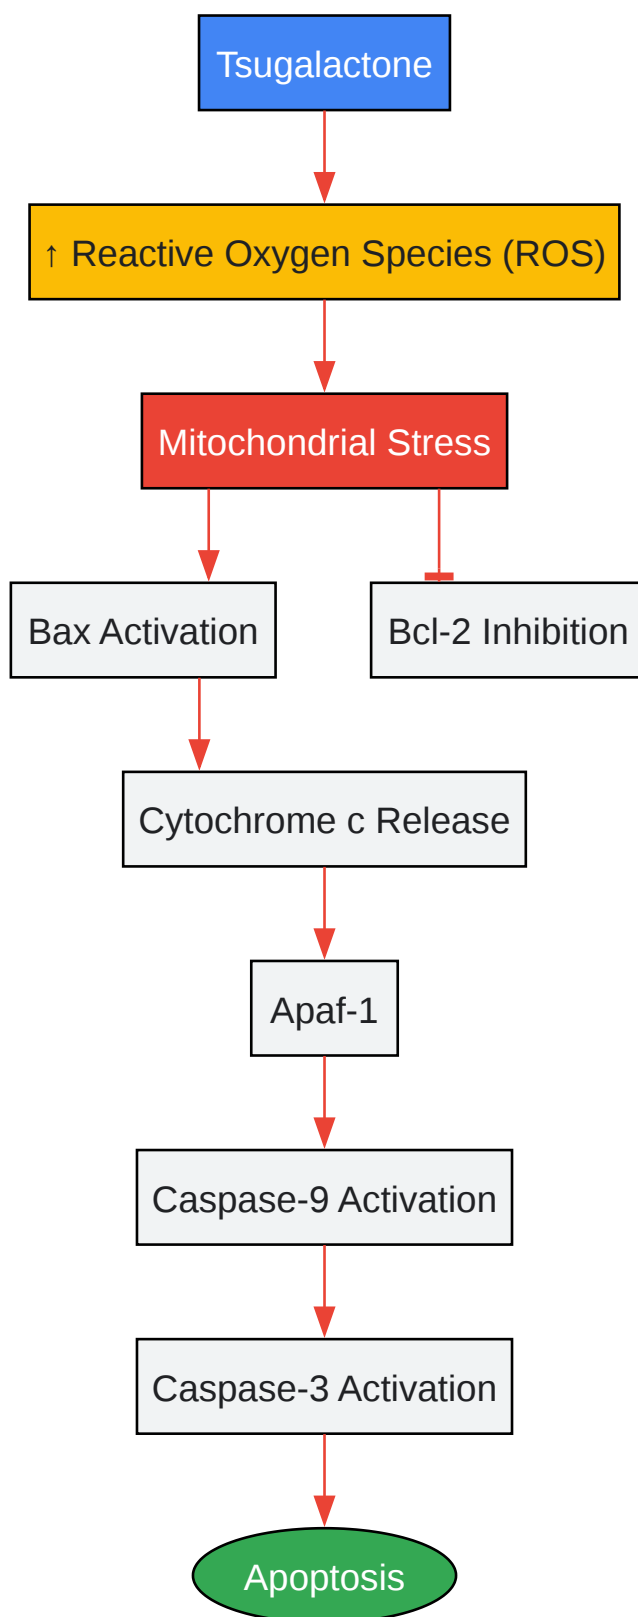 Tsugalactone
↑ Reactive Oxygen Species (ROS)
Mitochondrial Stress
Bax Activation
Bcl-2 Inhibition
Cytochrome c Release
Apaf-1
Caspase-9 Activation
Caspase-3 Activation
Apoptosis